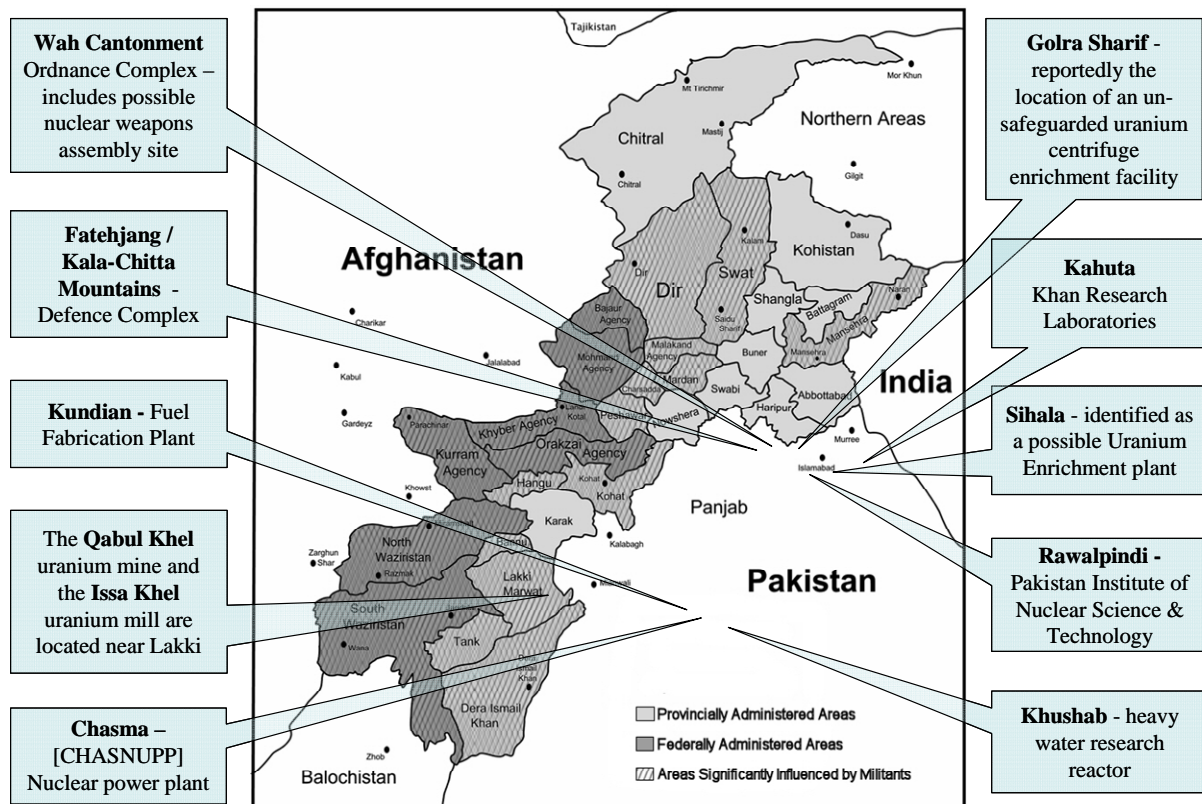 Wah Cantonment
Ordnance Complex –
includes possible
nuclear weapons
assembly site
Fatehjang /
Kala-Chitta
Mountains -
Defence Complex
Kundian - Fuel
Fabrication Plant
The Qabul Khel
uranium mine and
the Issa Khel
uranium mill are
located near Lakki
Chasma –
[CHASNUPP]
Nuclear power plant
Tajikistan
Mor Khun
Mt Tirichmir
Northern Areas
Mastij
Chitral
Gilgit
Chitral
Dasu
Kalam
Kohistan
Afghanistan
Dir
Swat
Dir
Naran
Shangla
Battagram
Bajaur
Agency
Saidu
Sharif
Mansehra
Charikar
Malakand
Agency
Mohmand
Agency
Buner
Mansehra
Jalalabad
India
Kabul
Charsadda
Mardan
Swabi
Abbottabad
Haripur
Landi
Kotal
Peshawar
Nowshera
Gardeyz
Parachinar
Khyber Agency
Murree
Orakzai
Agency
Islamabad
Kurram
Agency
Hangu
Kohat
Kohat
Khowst
Panjab
Karak
Kalabagh
Bannu
North
Waziristan
Zarghun
Shar
Razmak
Lakki
Marwat
Pakistan
South
Waziristan
Tank
Wana
Dera
Ismail
Khan
Dera Ismail
Khan
Zhob
Balochistan
Provincially Administered Areas
Federally Administered Areas
Areas Significantly Influenced by Militants
Golra Sharif -
reportedly the
location of an un-
safeguarded uranium
centrifuge
enrichment facility
Kahuta
Khan Research
Laboratories
Sihala - identified as
a possible Uranium
Enrichment plant
Rawalpindi -
Pakistan Institute of
Nuclear Science &
Technology
Khushab - heavy
water research
reactor